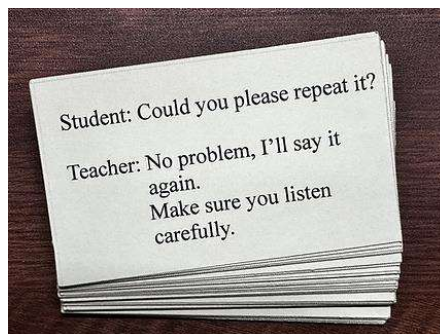 Student: Could you please repeat it?
Teacher: No problem, I’ll say it
again.
Make sure you listen
carefully.